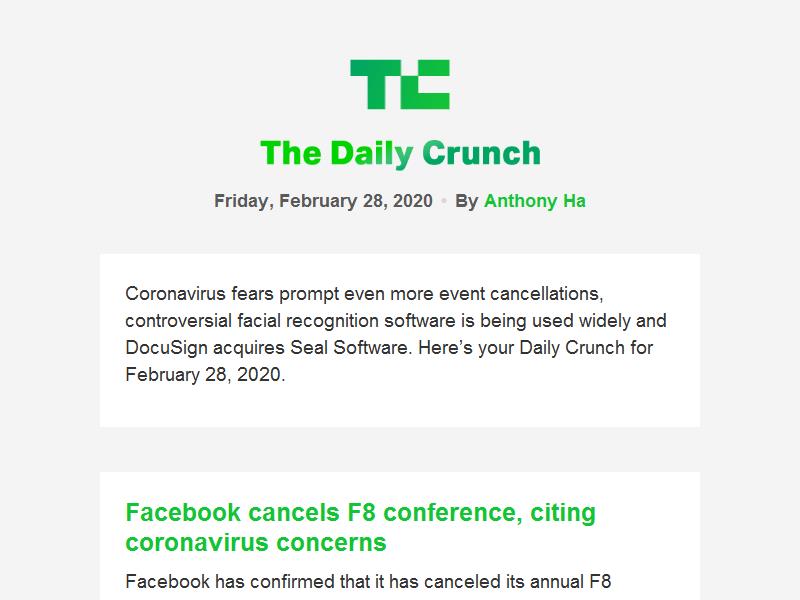 TC
The Daily Crunch
Friday, February 28, 2020 • By Anthony Ha
Coronavirus fears prompt even more event cancellations,
controversial facial recognition software is being used widely and
DocuSign acquires Seal Software. Here’s your Daily Crunch for
February 28, 2020.
Facebook cancels F8 conference, citing
coronavirus concerns
Facebook has confirmed that it has canceled its annual F8